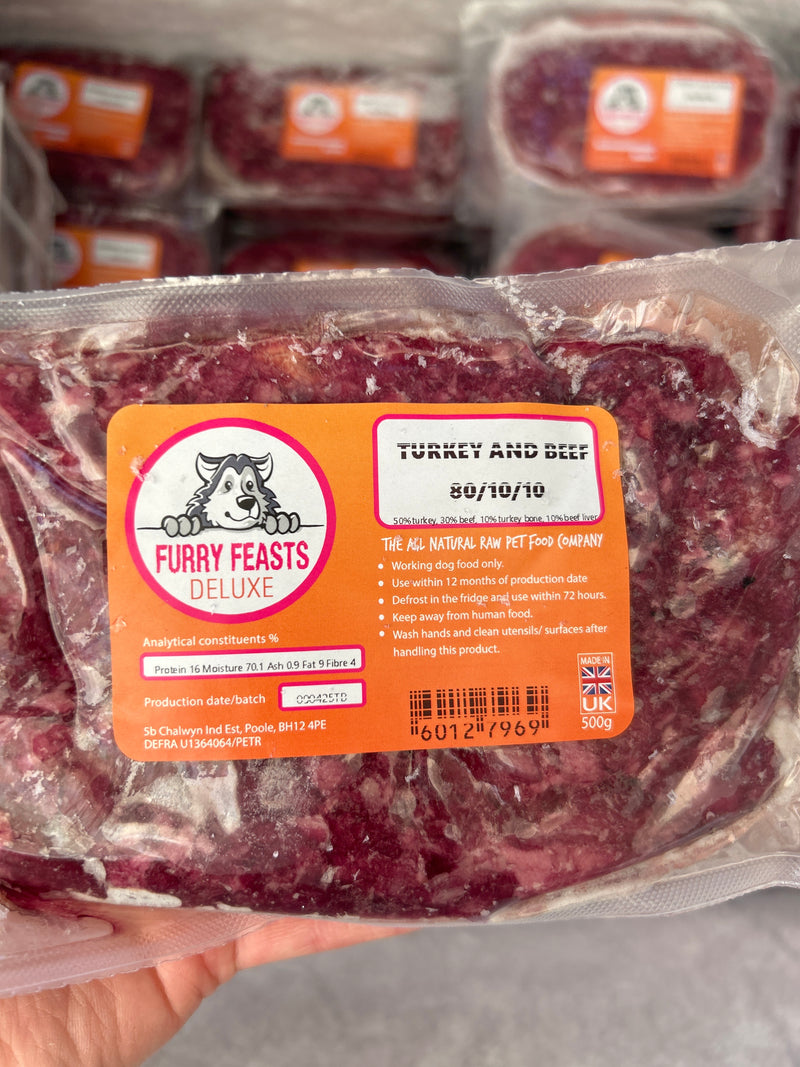 FURRY FEASTS
DELUXE
TURKEY AND BEEF
80/10/10
50%turkey, 30% beef, 10%turkey bone, 10%beef liver
THE A&L NATURAL RAW PET FOOD COMPANY
• Working dog food only.
• Use within 12 months of production date
• Defrost in the fridge and use within 72 hours.
• Keep away from human food.
• Wash hands and clean utensils/ surfaces after
handling this product.
Analytical constituents %
Protein 16 Moisture 70.1 Ash 0.9 Fat 9 Fibre 4
Production date/batch
090425TB
5b Chalwyn Ind Est, Poole, BH12 4PE
DEFRA U1364064/PETR
6012 7969
MADE IN
UK
500g